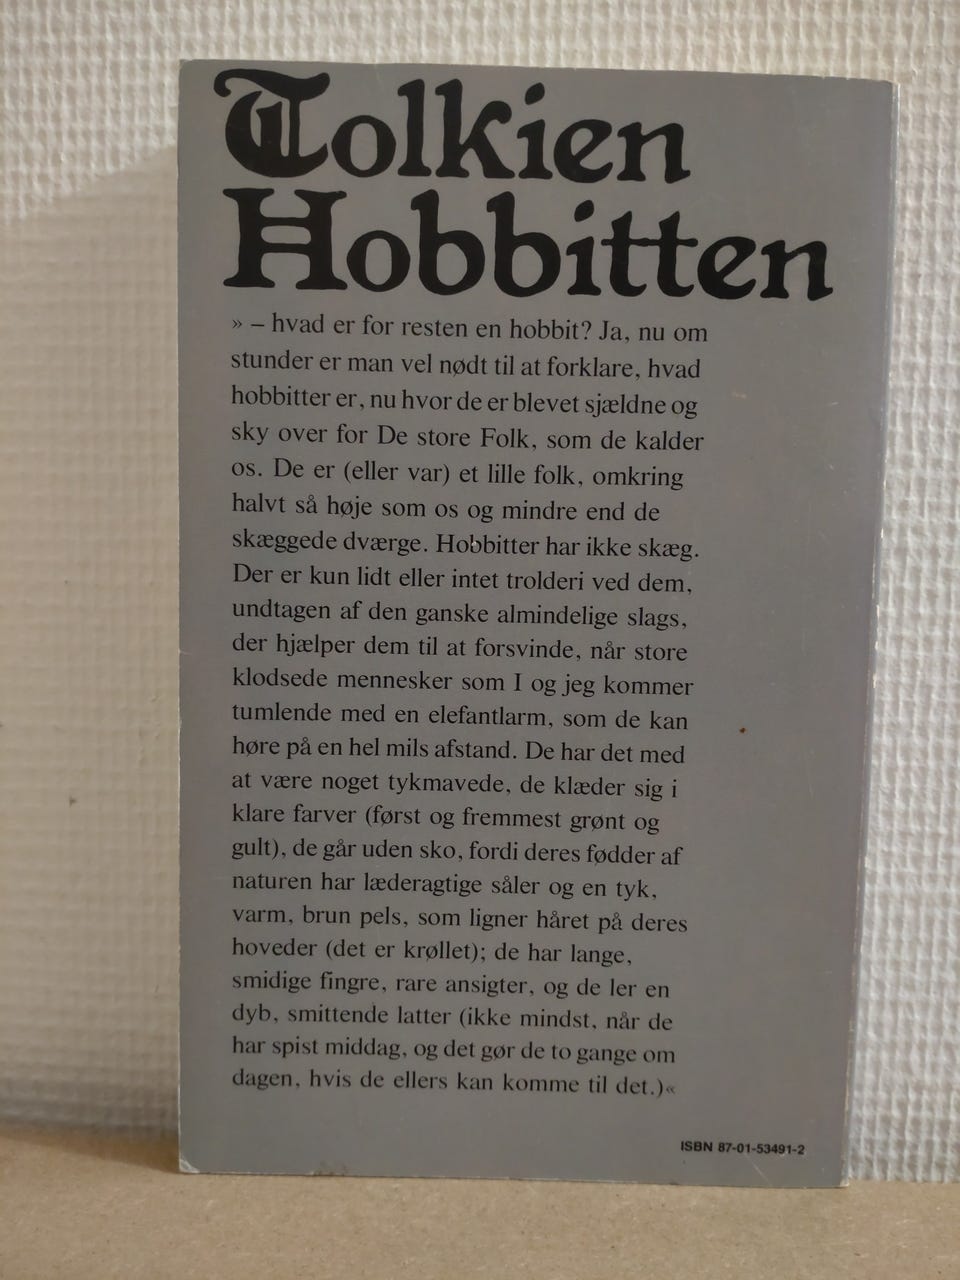 Tolkien
Hobbitten
» – hvad er for resten en hobbit? Ja, nu om
stunder er man vel nødt til at forklare, hvad
hobbitter er, nu hvor de er blevet sjældne og
sky over for De store Folk, som de kalder
os. De er (eller var) et lille folk, omkring
halvt så høje som os og mindre end de
skæggede dværge. Hobbitter har ikke skæg.
Der er kun lidt eller intet trolderi ved dem,
undtagen af den ganske almindelige slags,
der hjælper dem til at forsvinde, når store
klodsede mennesker som I og jeg kommer
tumlende med en elefantlarm, som de kan
høre på en hel mils afstand. De har det med
at være noget tykmavede, de klæder sig i
klare farver (først og fremmest grønt og
gult), de går uden sko, fordi deres fødder af
naturen har læderagtige såler og en tyk,
varm, brun pels, som ligner håret på deres
hoveder (det er krøllet); de har lange,
smidige fingre, rare ansigter, og de ler en
dyb, smittende latter (ikke mindst, når de
har spist middag, og det gør de to gange om
dagen, hvis de ellers kan komme til det.)«
ISBN 87-01-53491-2